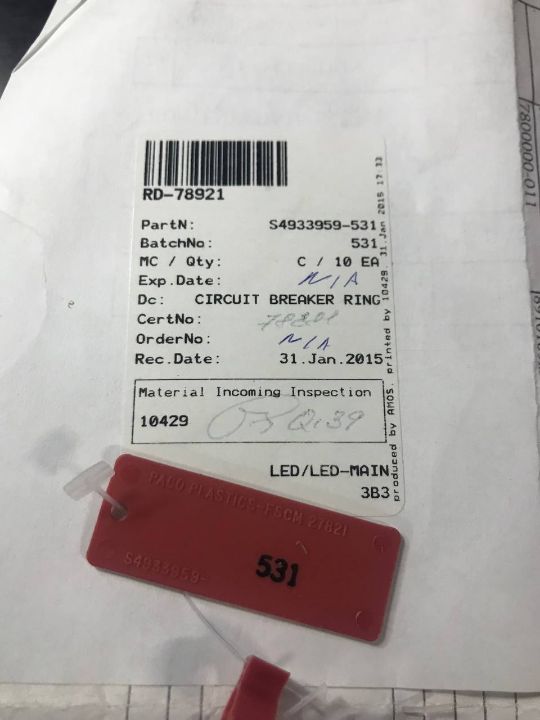 RD-78921
PartN: S4933959-531
BatchNo: 531
MC / Qty: C / 10 EA
Exp.Date: N/A
Dc: CIRCUIT BREAKER RING
CertNo:
OrderNo: N/A
Rec.Date: 31.Jan.2015
Material Incoming Inspection
10429
LED/LED-MAIN
3B3
produced by AMOS. printed by 10429. 31.Jan 2015 17:33
PACO PLASTICS-FSCM 27821
S4933959-
531
7800000-011